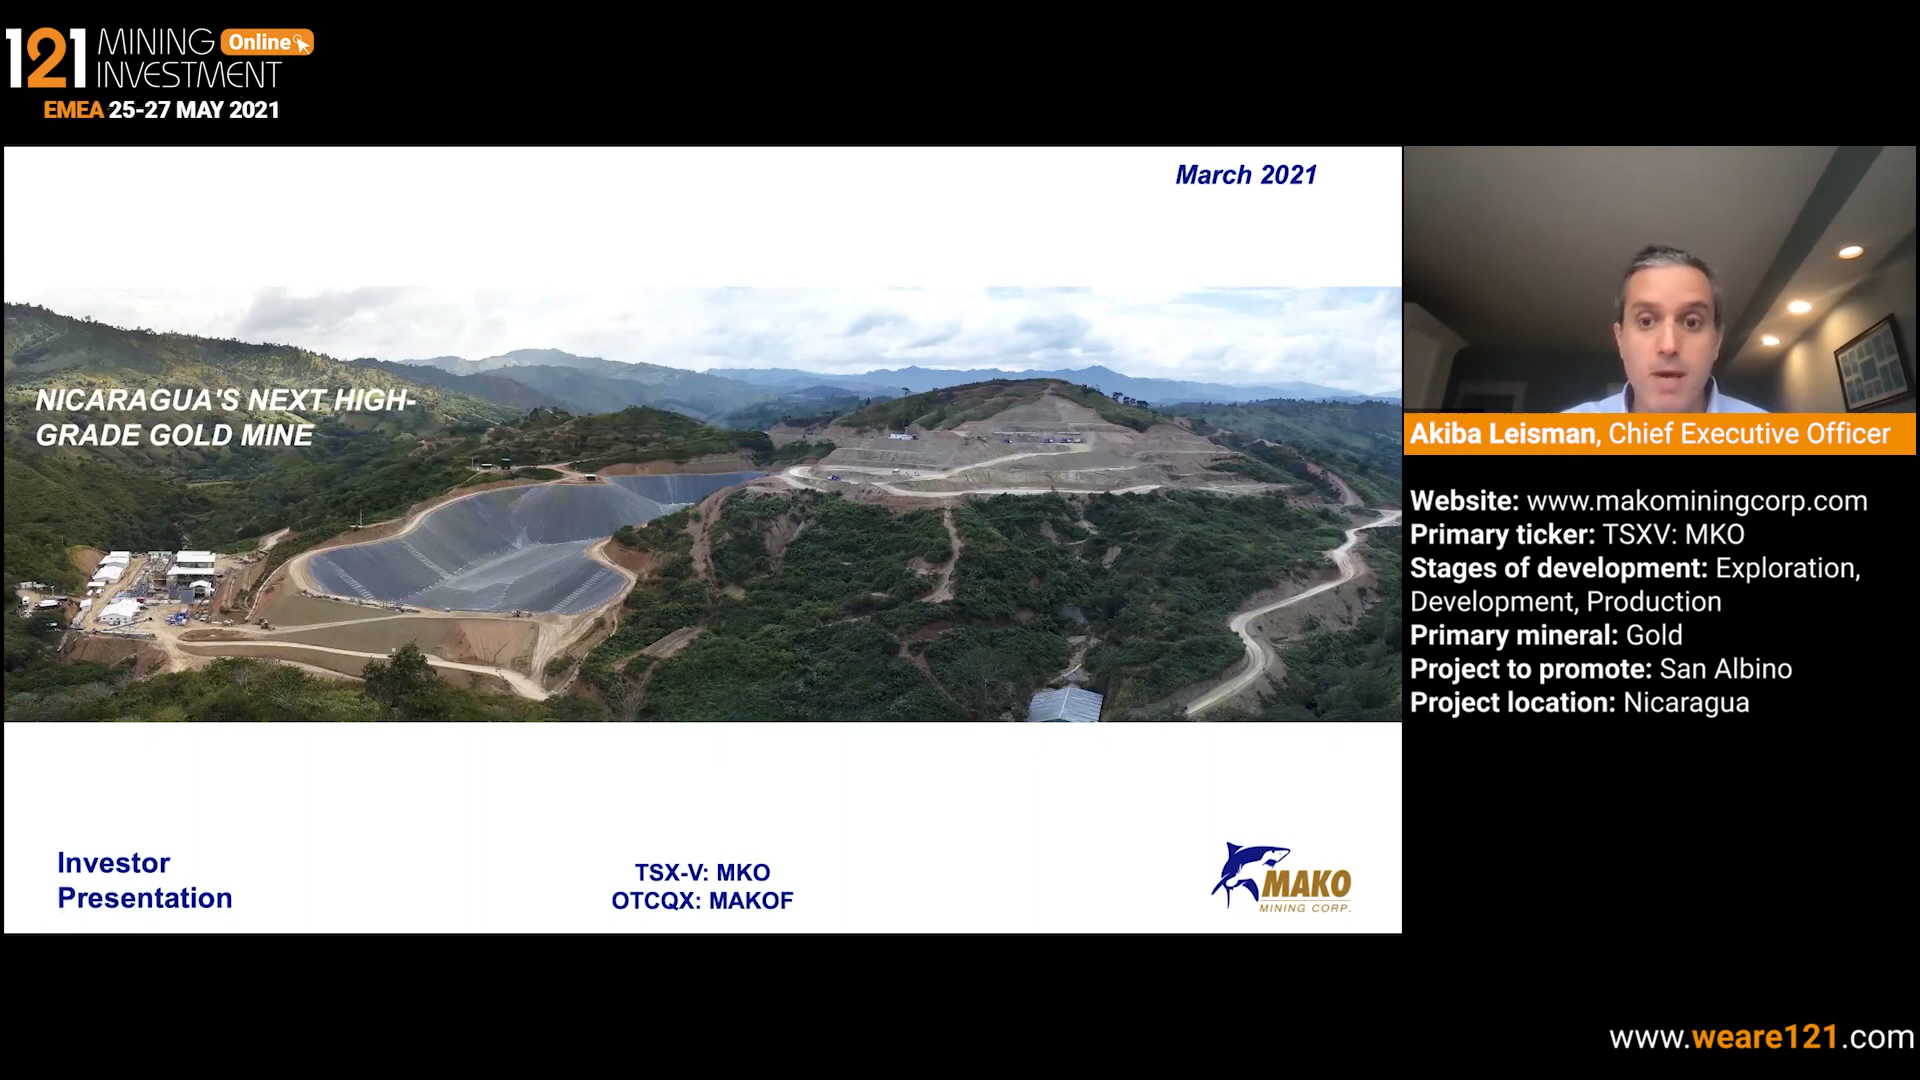 121 MINING Online
INVESTMENT
EMEA 25-27 MAY 2021
March 2021
NICARAGUA'S NEXT HIGH-
GRADE GOLD MINE
Investor
Presentation
TSX-V: MKO
OTCQX: MAKOF
MAKO
MINING CORP.
Akiba Leisman, Chief Executive Officer
Website: www.makominingcorp.com
Primary ticker: TSXV: MKO
Stages of development: Exploration,
Development, Production
Primary mineral: Gold
Project to promote: San Albino
Project location: Nicaragua
www.weare121.com